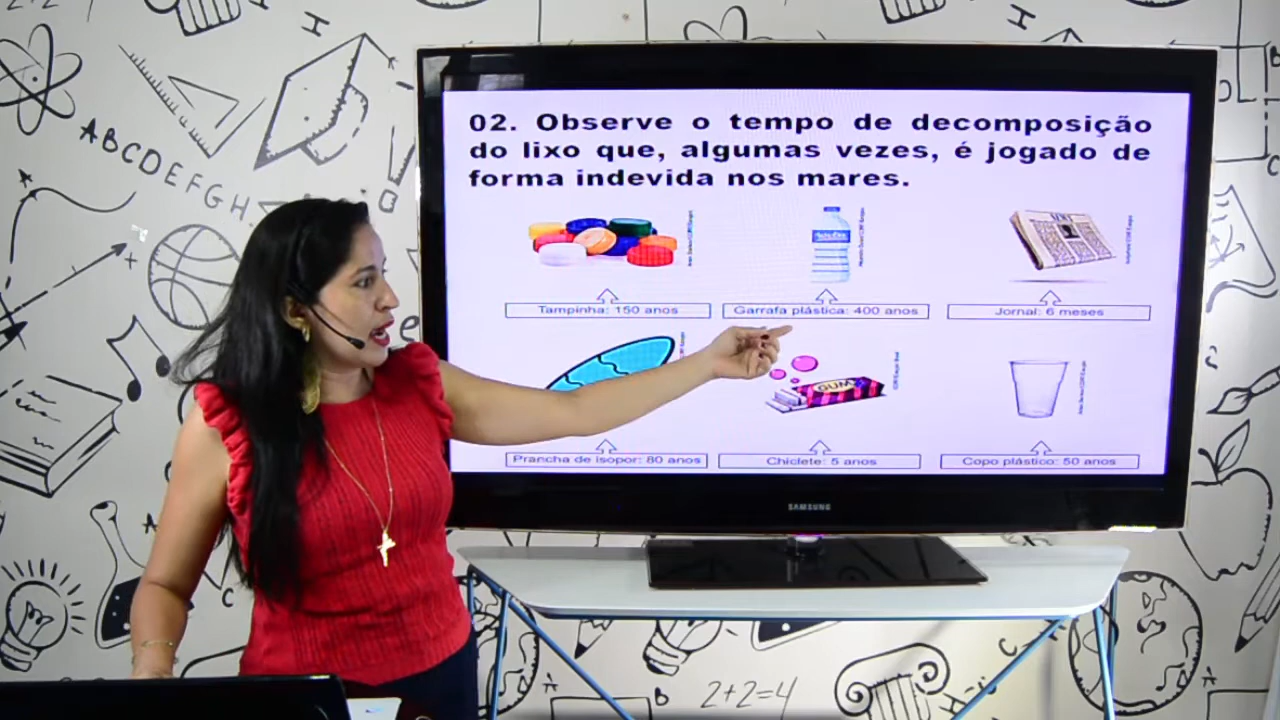 02. Observe o tempo de decomposição
do lixo que, algumas vezes, é jogado de
forma indevida nos mares.
Tampinha: 150 anos
Garrafa plástica: 400 anos
Jornal: 6 meses
GUM
Prancha de isopor: 80 anos
Chiclete: 5 anos
Copo plástico: 50 anos
SAMSUNG
ABCDEFGH
H
H
A
C
A
B
2+2=4
C